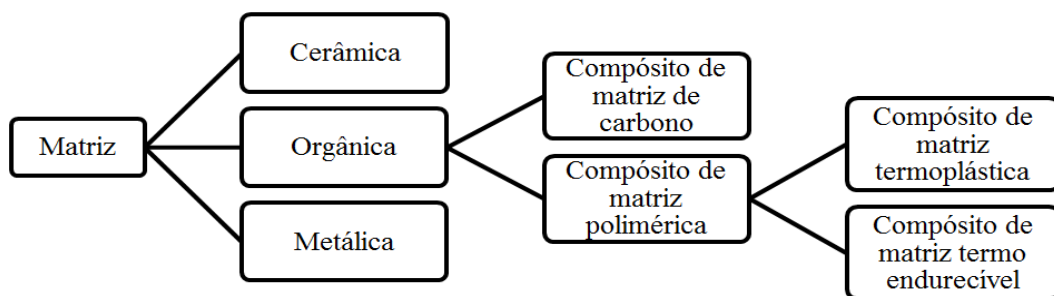 Matriz
Cerâmica
Orgânica
Metálica
Compósito de
matriz de
carbono
Compósito de
matriz
polimérica
Compósito de
matriz
termoplástica
Compósito de
matriz termo
endurecível